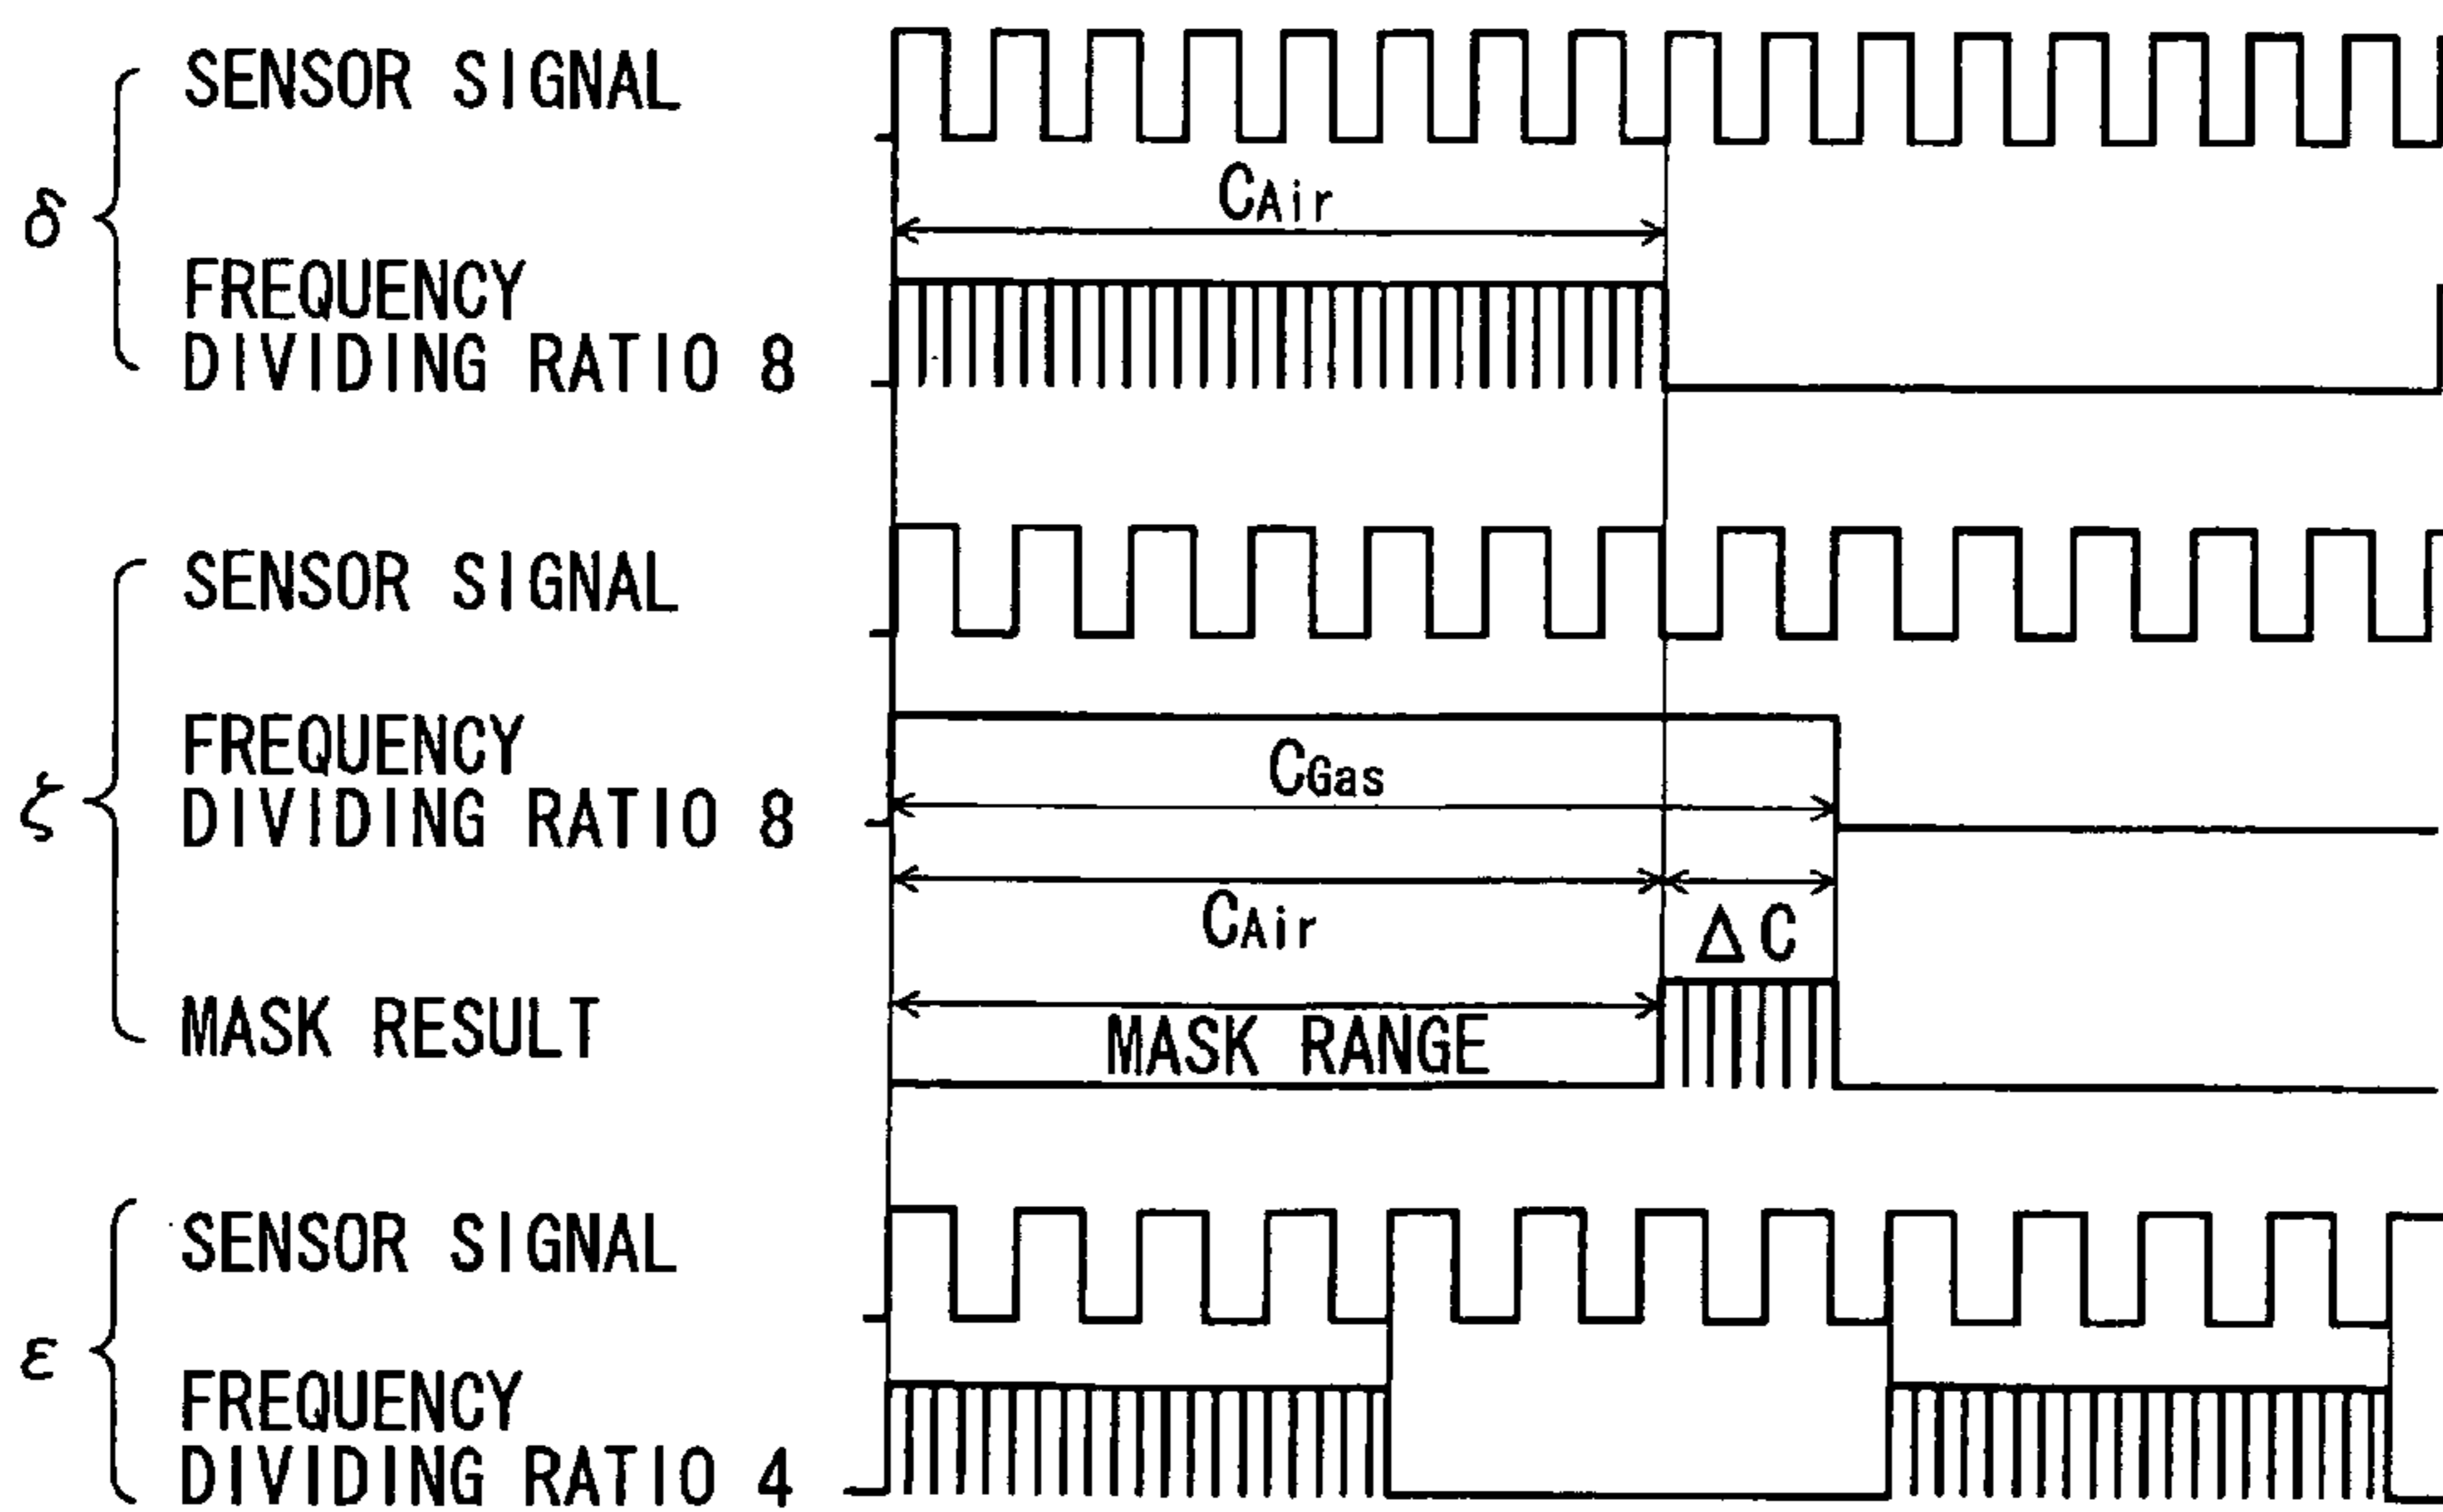 δ
SENSOR SIGNAL
CAir
FREQUENCY
DIVIDING RATIO 8
ζ
SENSOR SIGNAL
FREQUENCY
DIVIDING RATIO 8
CGas
CAir
ΔC
MASK RESULT
MASK RANGE
ε
SENSOR SIGNAL
FREQUENCY
DIVIDING RATIO 4